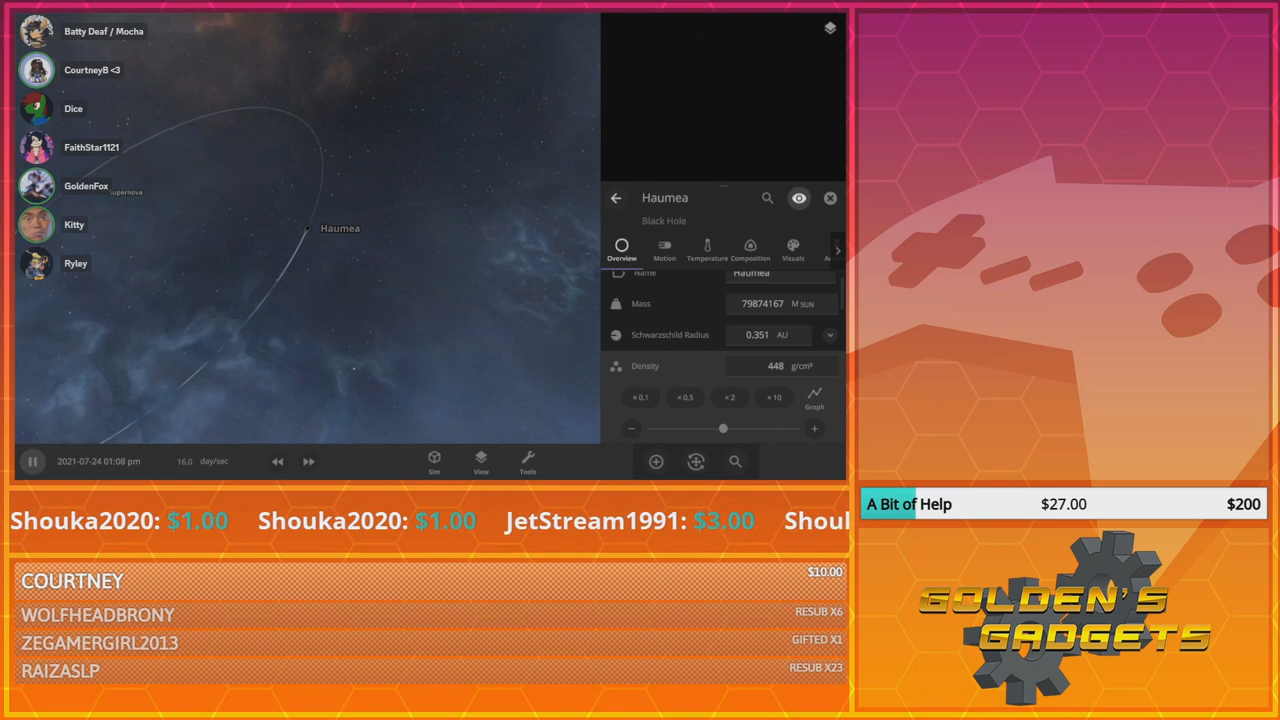 Batty Deaf / Mocha
CourtneyB <3
Dice
FaithStar1121
GoldenFox
upernova
Kitty
Ryley
Haumea
Haumea
Black Hole
Overview
Motion
Temperature
Composition
Visuals
Name
Haumea
Mass
79874167 M SUN
Schwarzschild Radius
0.351 AU
Density
448 g/cm³
×0.1
×0.5
×2
×10
Graph
2021-07-24 01:08 pm
16.0 day/sec
Sim
View
Tools
Shouka2020: $1.00 Shouka2020: $1.00 JetStream1991: $3.00 Shoul
A Bit of Help $27.00 $200
COURTNEY $10.00
WOLFHEADBRONY RESUB X6
ZEGAMERGIRL2013 GIFTED X1
RAIZASLP RESUB X23
GOLDEN'S
GADGETS